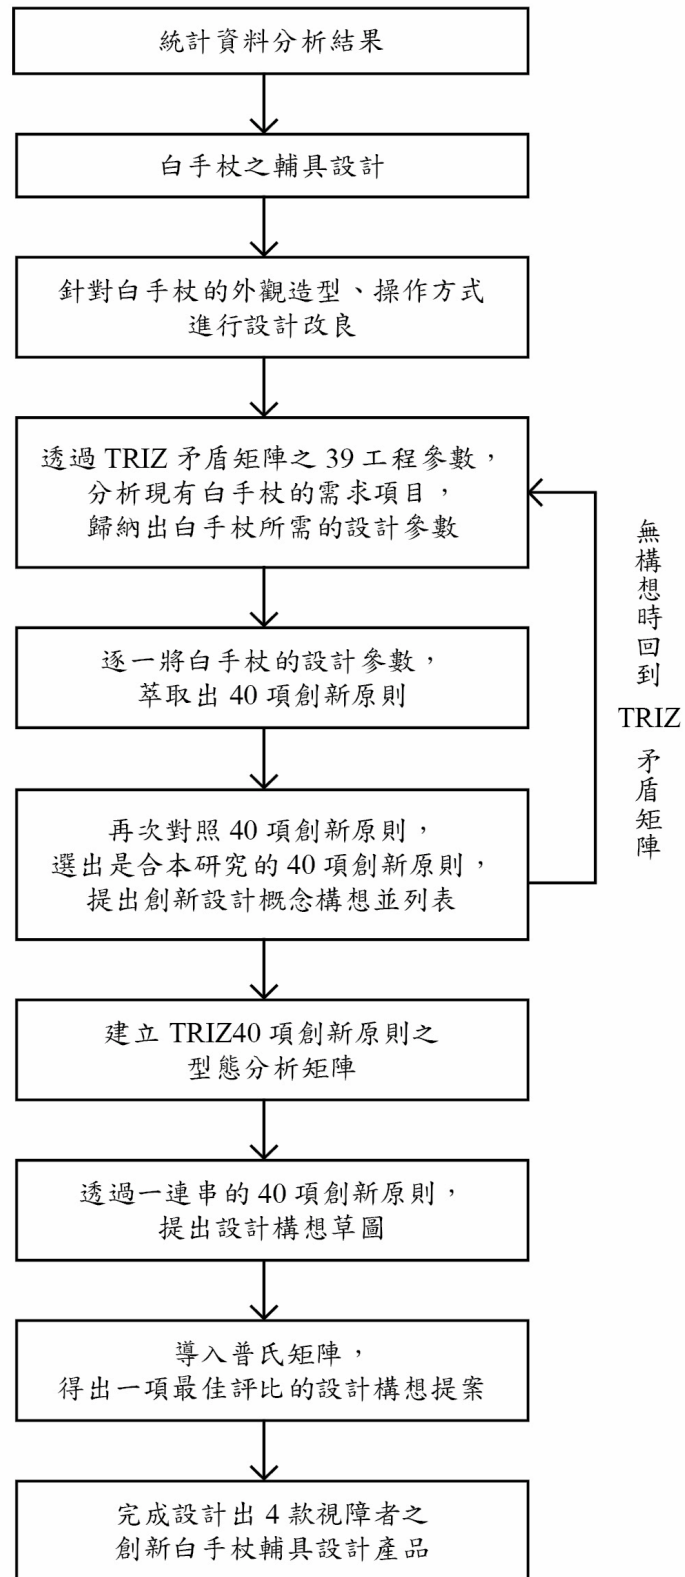 統計資料分析結果
白手杖之輔具設計
針對白手杖的外觀造型、操作方式
進行設計改良
透過 TRIZ 矛盾矩陣之 39 工程參數，
分析現有白手杖的需求項目，
歸納出白手杖所需的設計參數
逐一將白手杖的設計參數，
萃取出 40 項創新原則
再次對照 40 項創新原則，
選出是合本研究的 40 項創新原則，
提出創新設計概念構想並列表
無構想時回到 TRIZ 矛盾矩陣
建立 TRIZ40 項創新原則之
型態分析矩陣
透過一連串的 40 項創新原則，
提出設計構想草圖
導入普氏矩陣，
得出一項最佳評比的設計構想提案
完成設計出 4 款視障者之
創新白手杖輔具設計產品